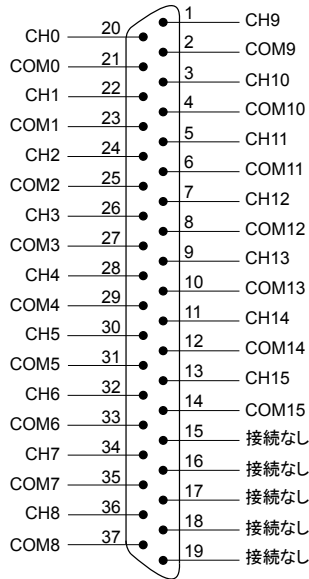 1 CH9
CH0 20
2 COM9
COM0 21
3 CH10
CH1 22
4 COM10
COM1 23
5 CH11
CH2 24
6 COM11
COM2 25
7 CH12
CH3 26
8 COM12
COM3 27
9 CH13
CH4 28
10 COM13
COM4 29
11 CH14
CH5 30
12 COM14
COM5 31
13 CH15
CH6 32
14 COM15
COM6 33
15 接続なし
CH7 34
16 接続なし
COM7 35
17 接続なし
CH8 36
18 接続なし
COM8 37
19 接続なし